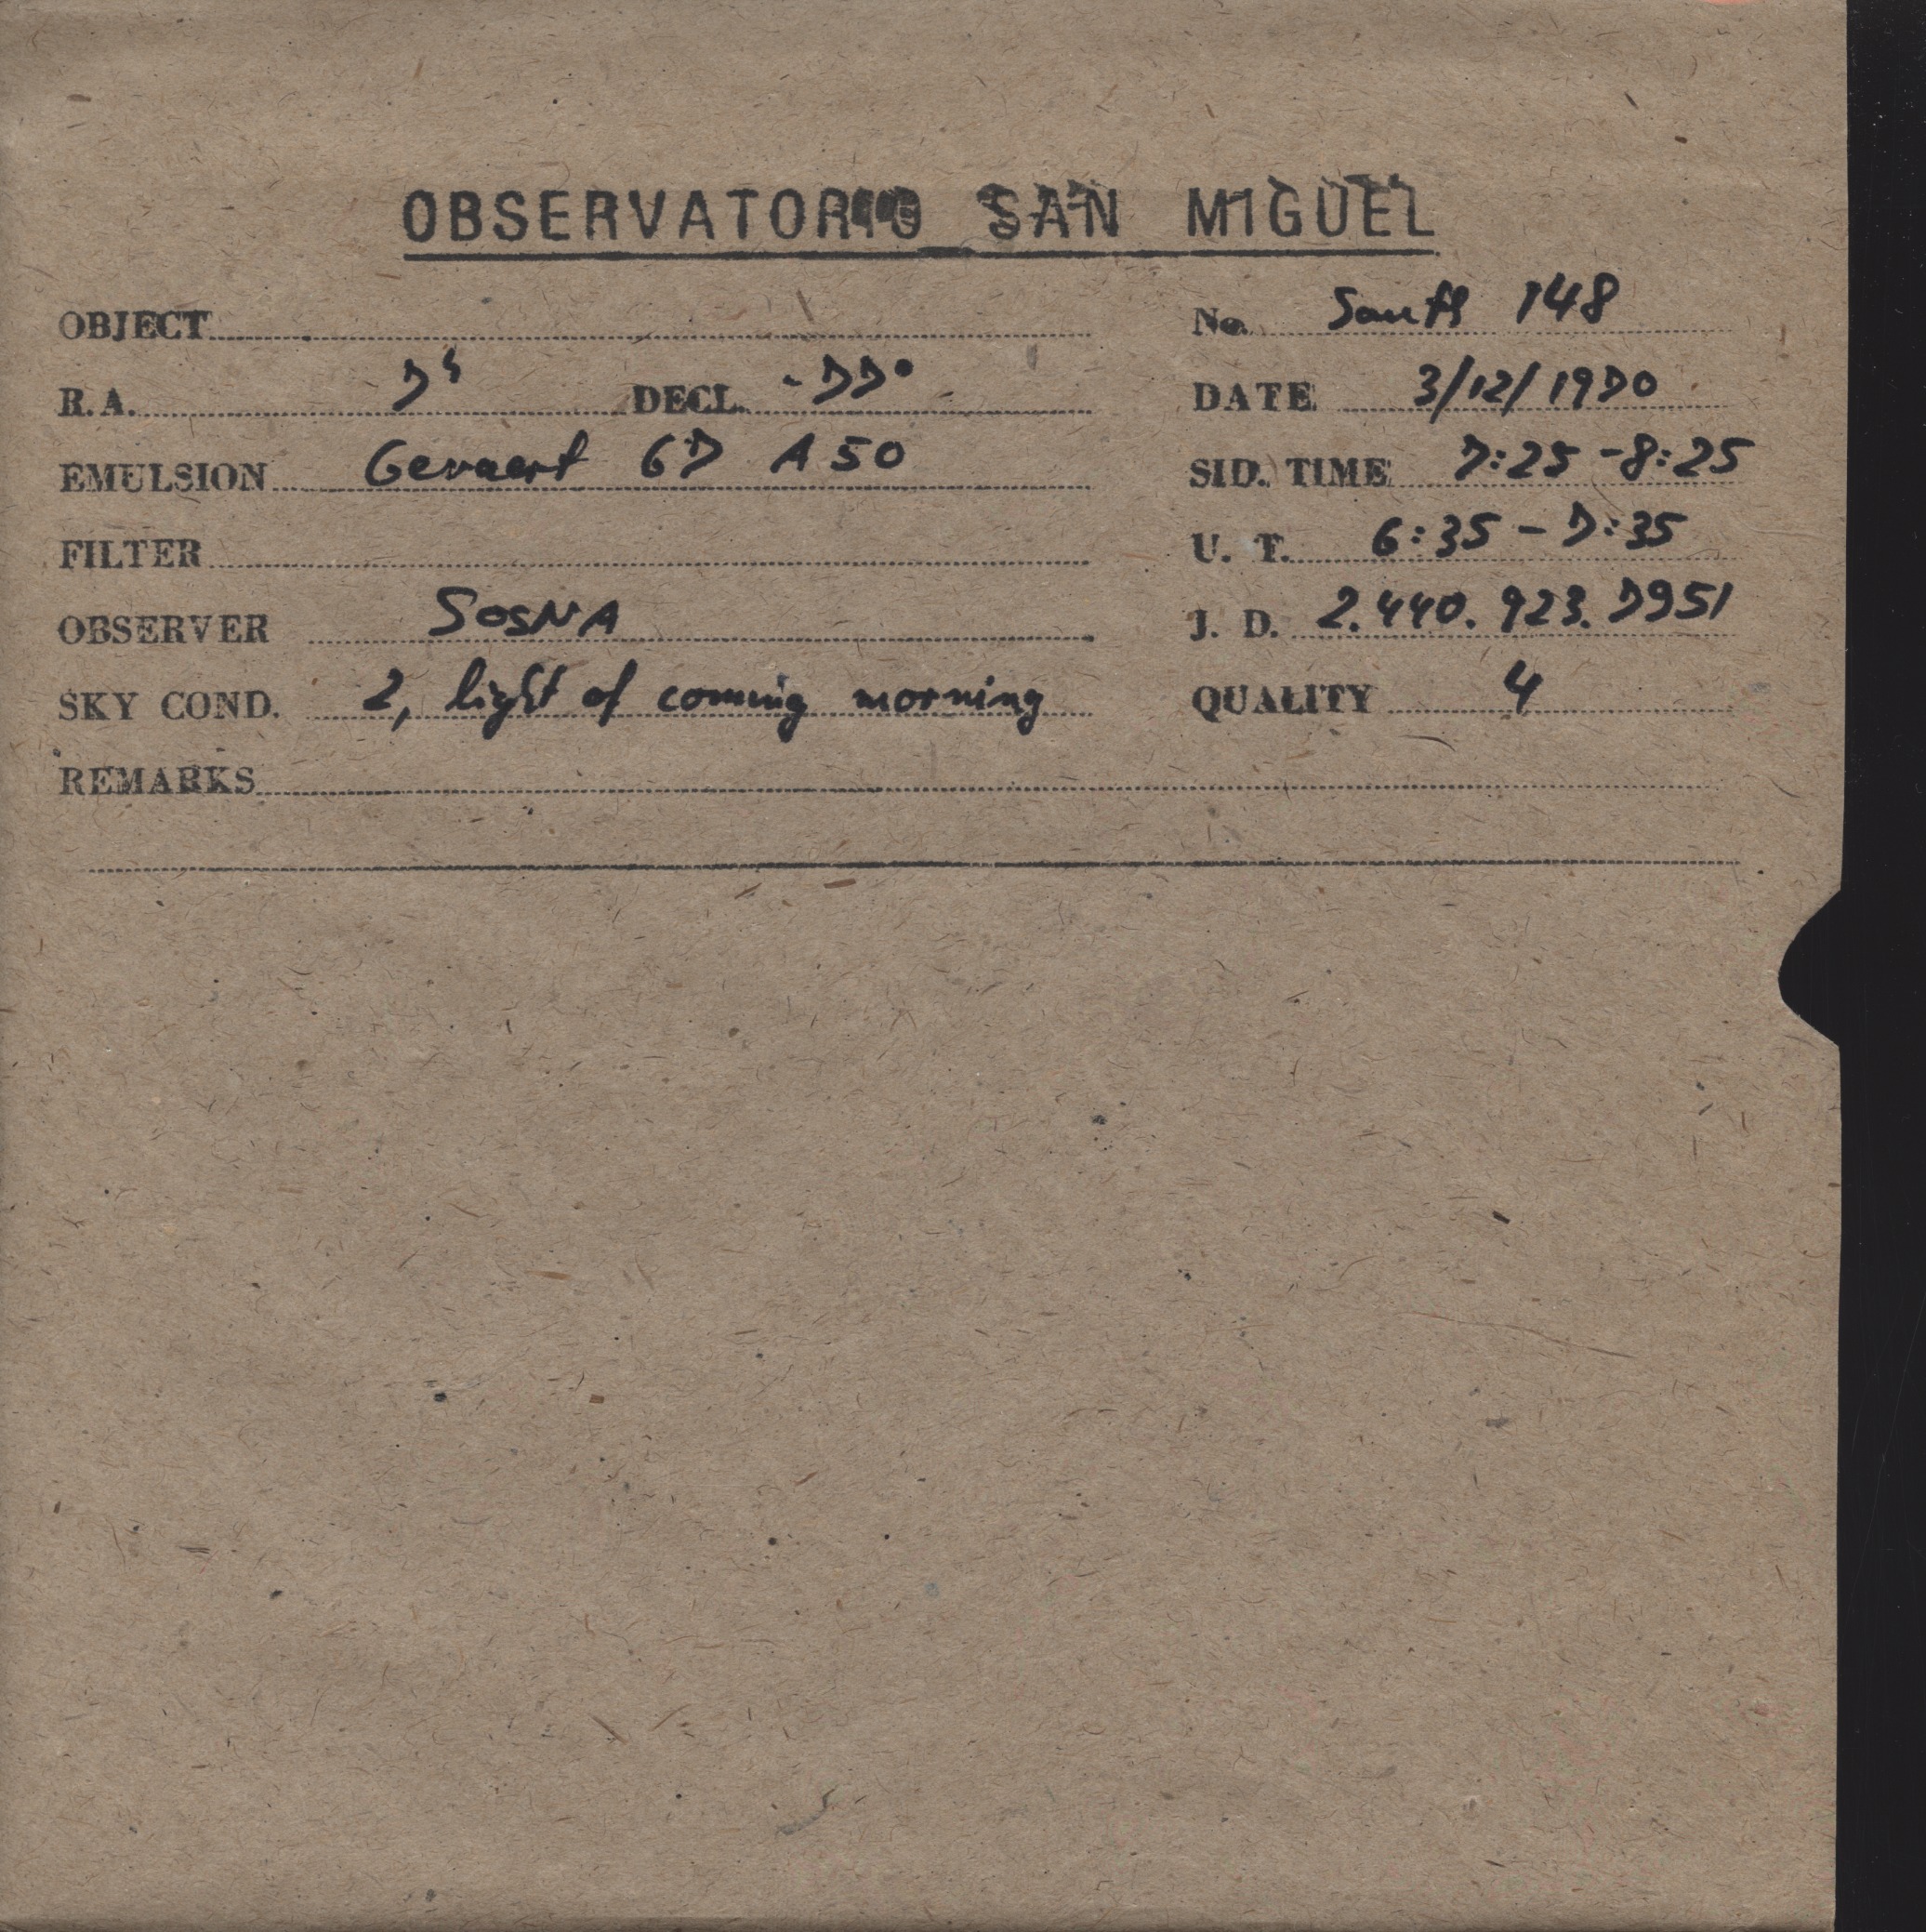 OBSERVATORIO SAN MIGUEL
OBJECT No. South 148
R.A. 7h DECL. -77° DATE 3/12/1970
EMULSION Gevaert 67 A 50 SID. TIME 7:25 - 8:25
FILTER U. T. 6:35 - 7:35
OBSERVER SOSNA J. D. 2.440.923.7951
SKY COND. 2, light of coming morning QUALITY 4
REMARKS